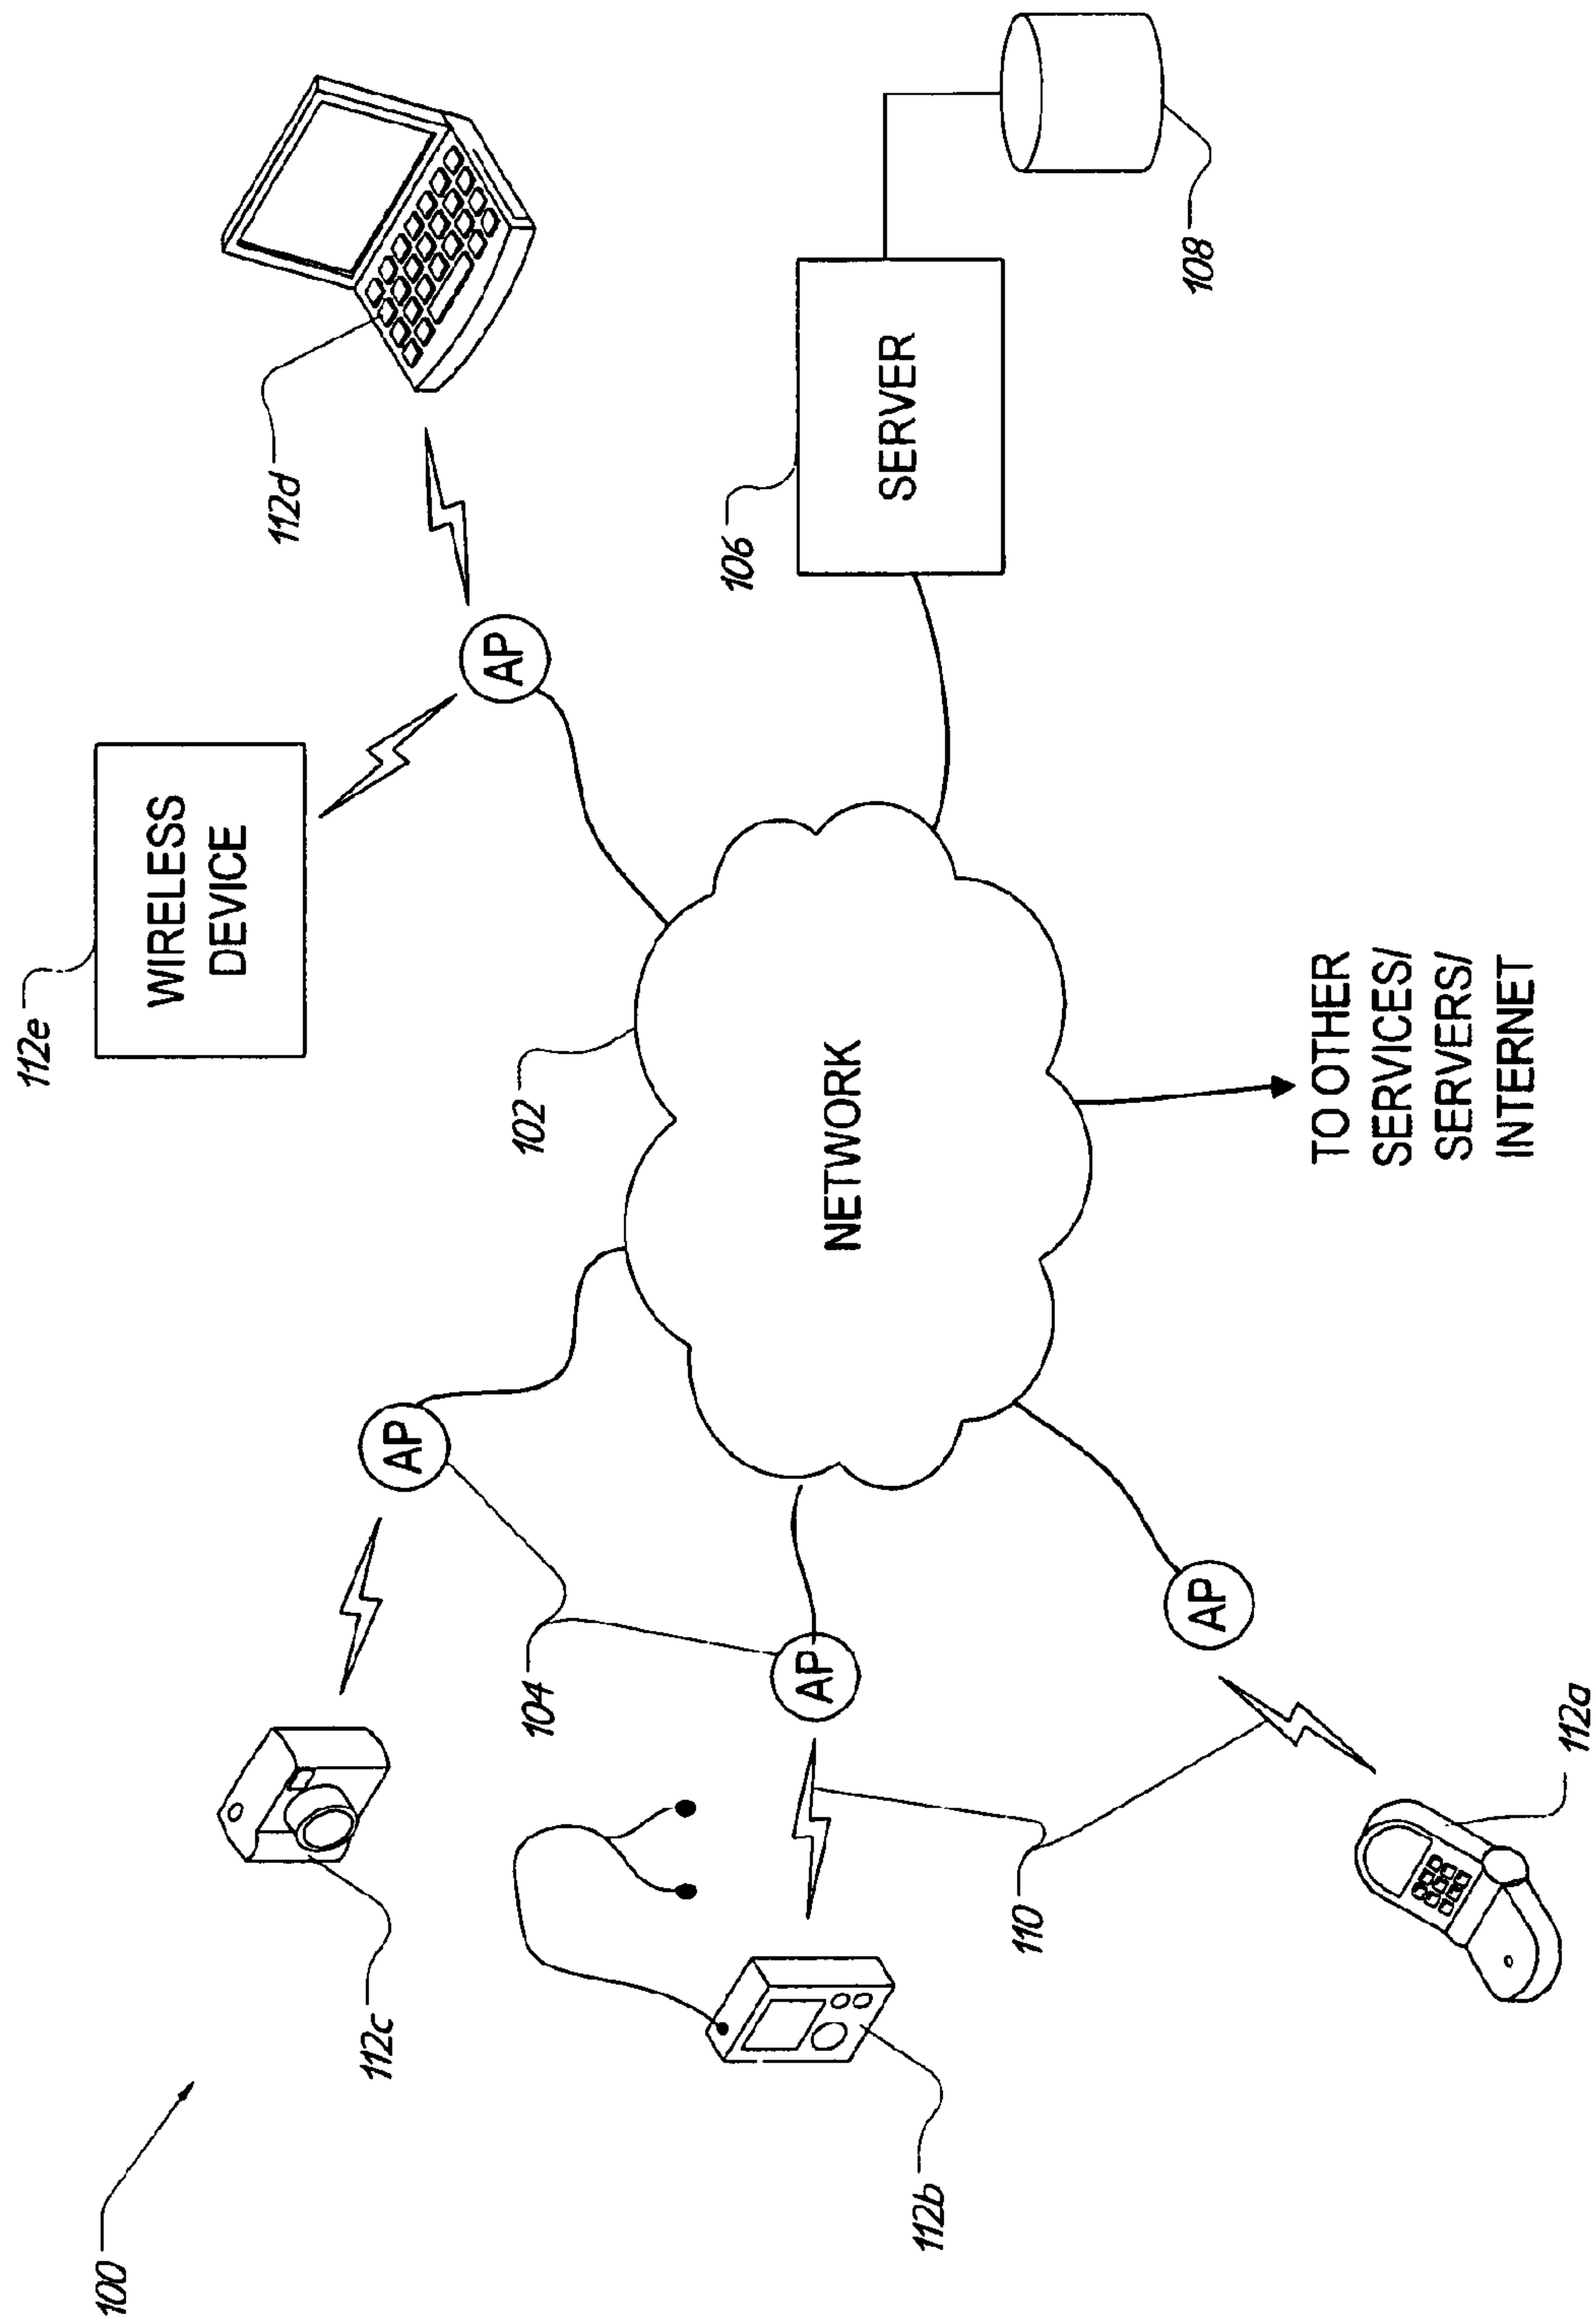 100
112c
112b
104
110
112a
AP
AP
AP
112e
WIRELESS
DEVICE
102
NETWORK
TO OTHER
SERVICES/
SERVERS/
INTERNET
AP
112d
106
SERVER
108